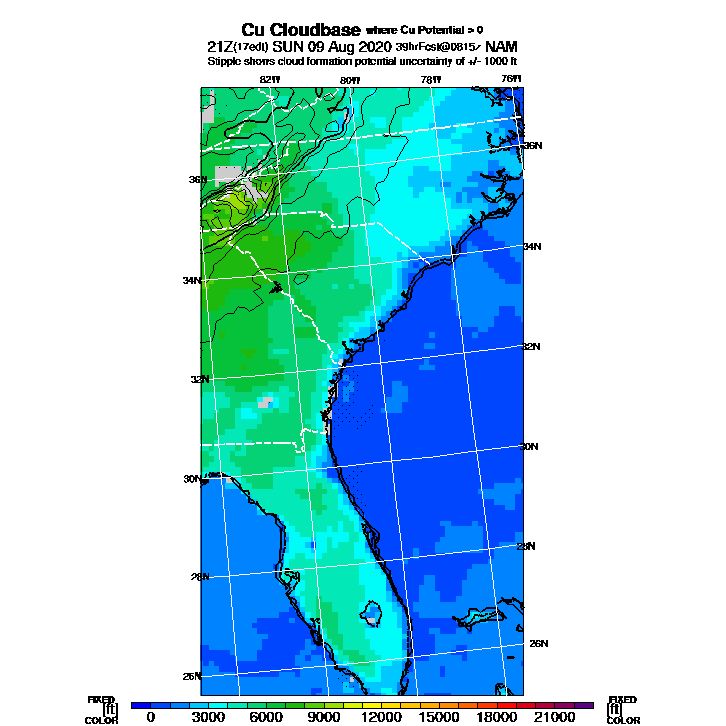 Cu Cloudbase where Cu Potential > 0
21Z(17edt) SUN 09 Aug 2020 39hrFcst@0815z NAM
Stipple shows cloud formation potential uncertainty of +/- 1000 ft
82W 80W 78W 76W
36N
36N
34N
34N
32N
32N
30N
30N
28N
28N
26N
26N
FIXED FIXED
[ft] 0 3000 6000 9000 12000 15000 18000 21000 [ft]
COLOR COLOR